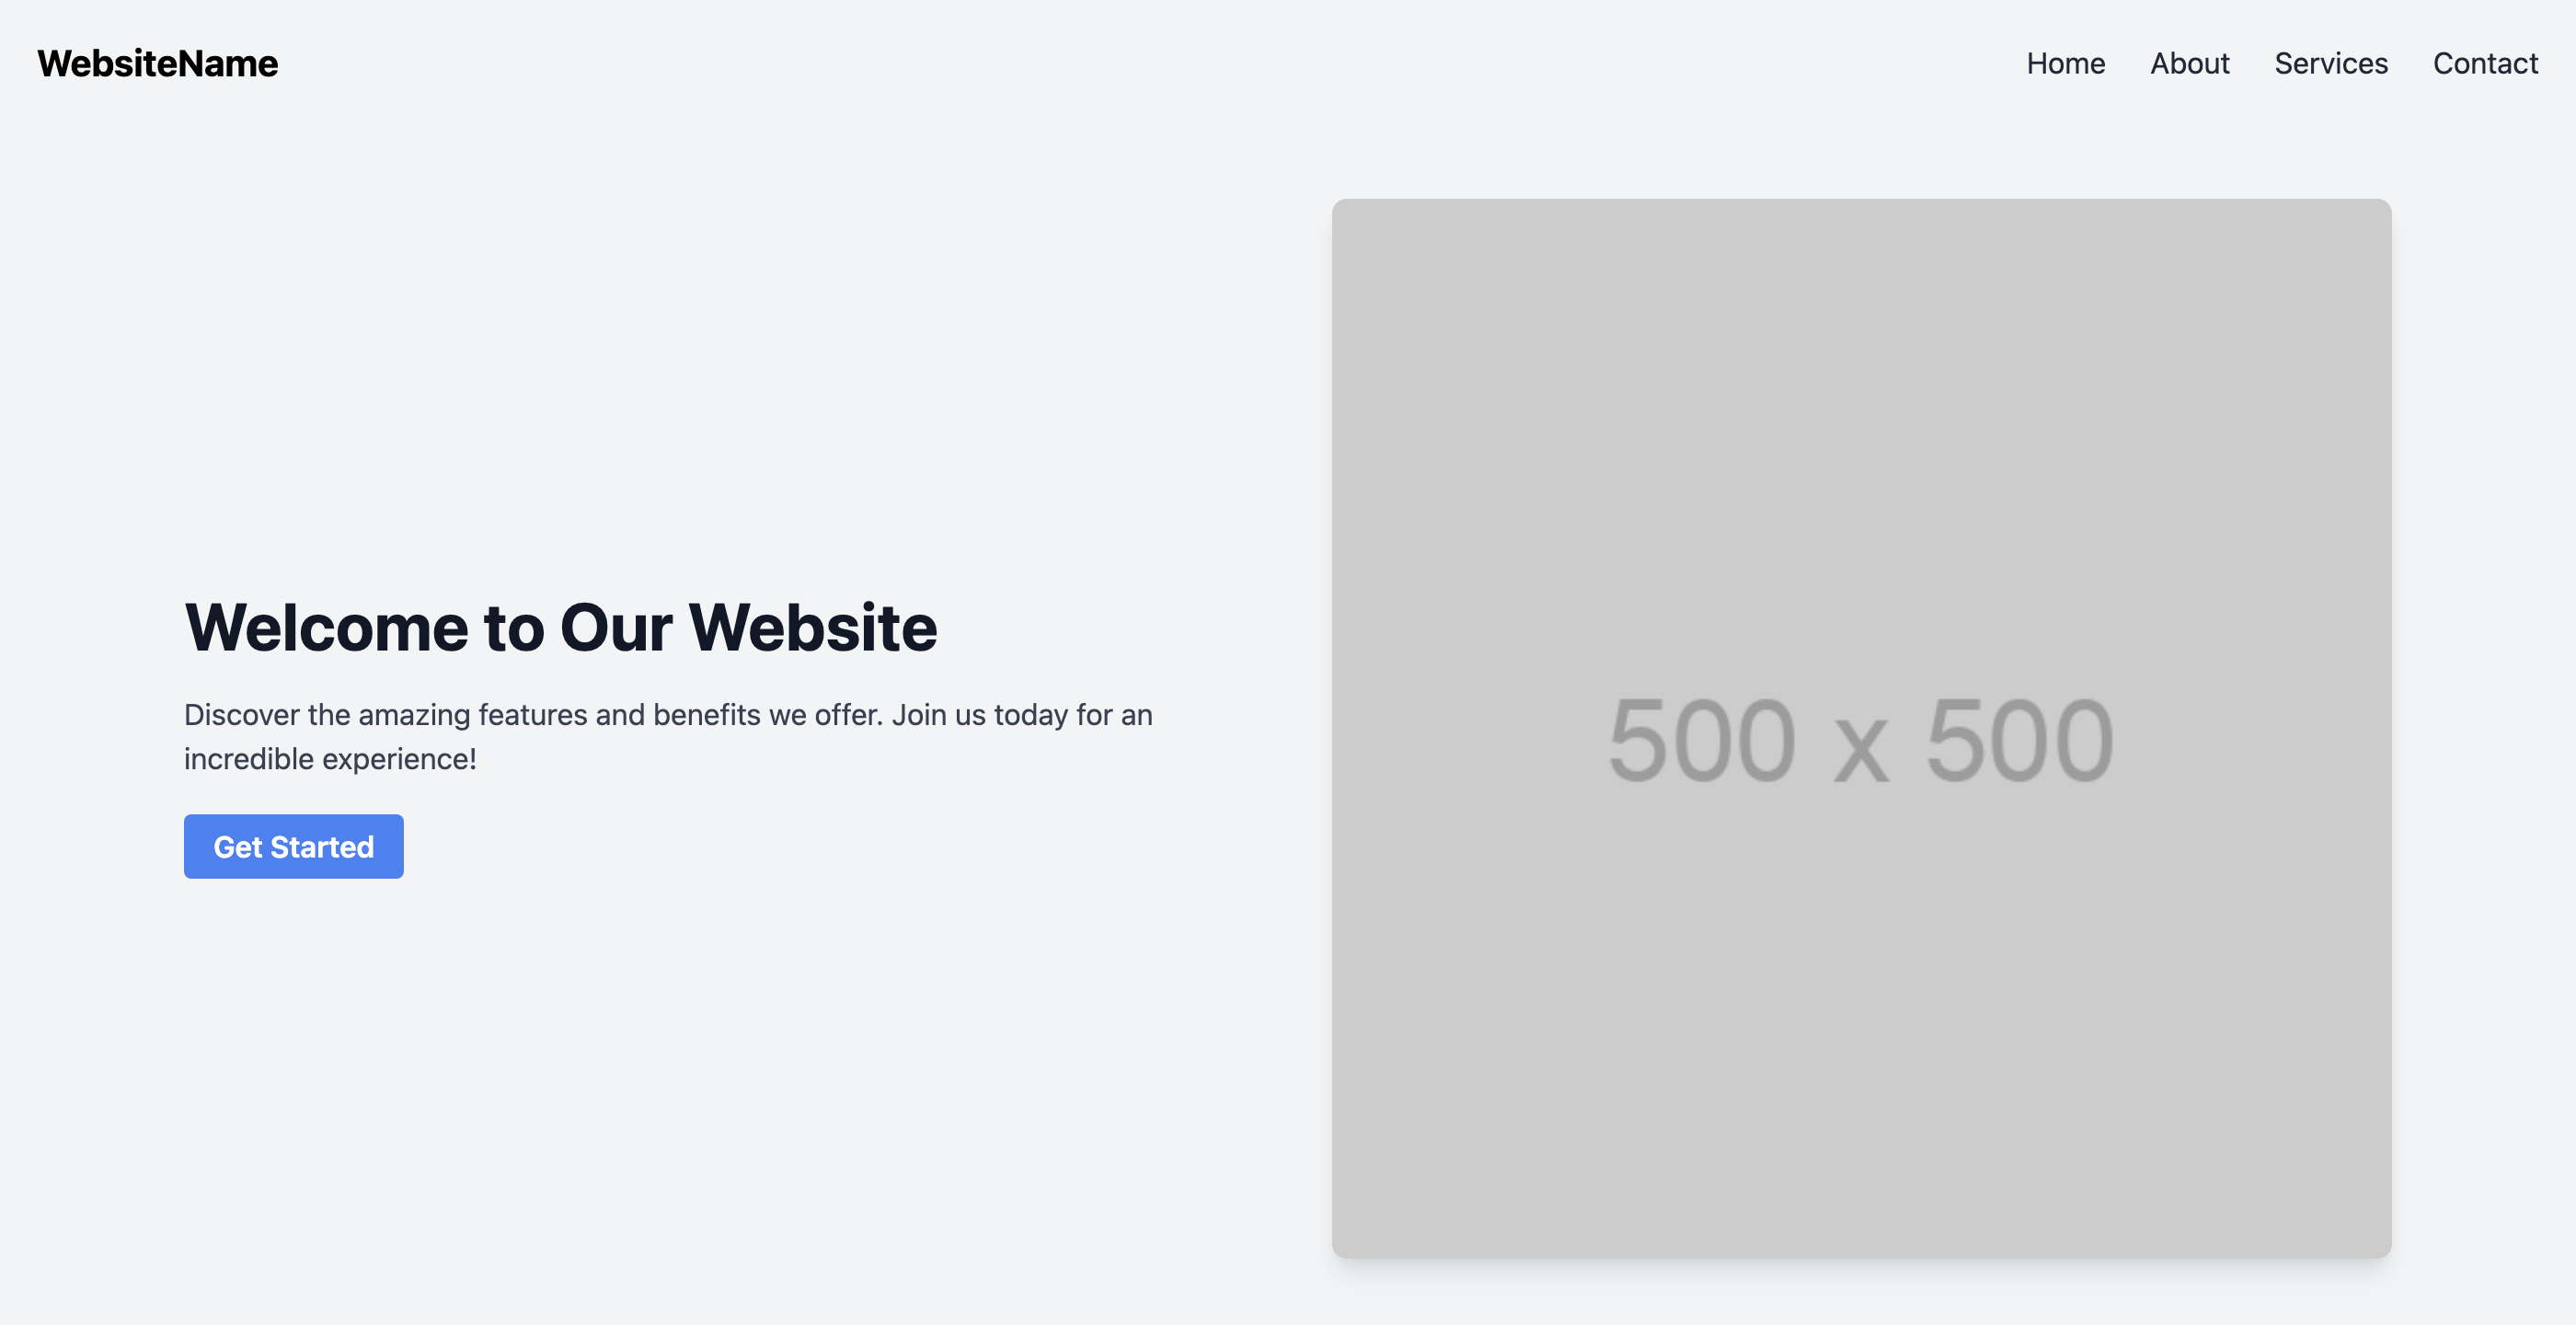 WebsiteName
Home About Services Contact
Welcome to Our Website
Discover the amazing features and benefits we offer. Join us today for an
incredible experience!
Get Started
500 x 500